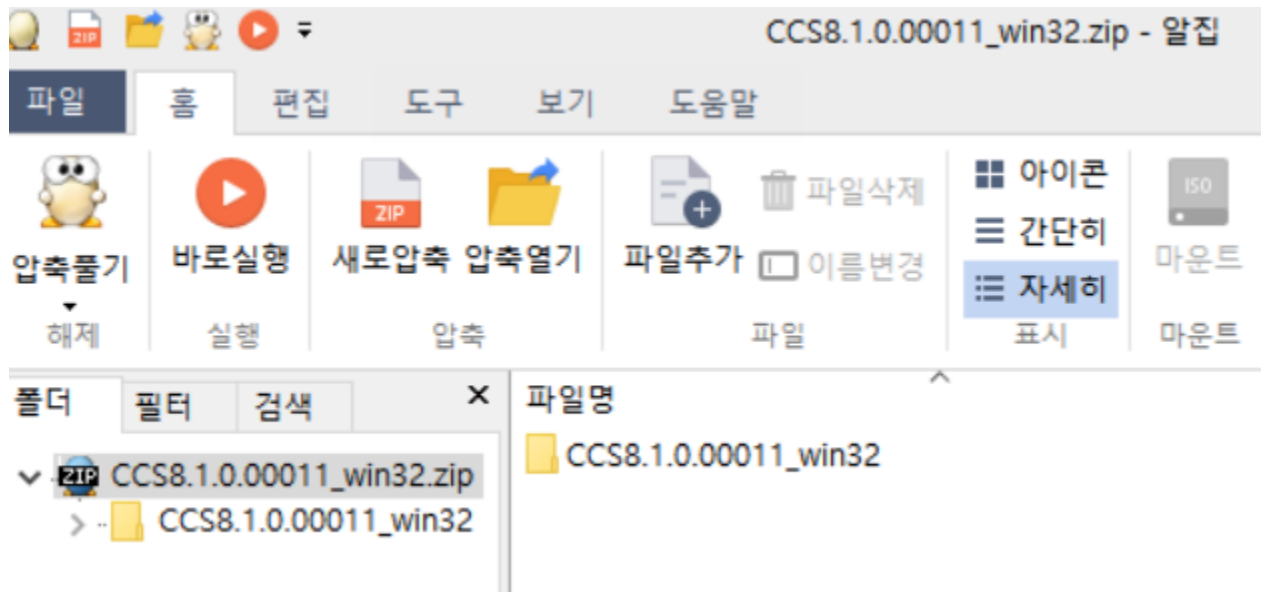 ZIP
CCS8.1.0.00011_win32.zip - 알집
파일 홈 편집 도구 보기 도움말
압축풀기
해제
바로실행
실행
ZIP
새로압축 압축열기
압축
파일추가 파일삭제
이름변경
파일
아이콘
간단히
자세히
표시
ISO
마운트
마운트
폴더 필터 검색 ×
ZIP CCS8.1.0.00011_win32.zip
CCS8.1.0.00011_win32
파일명
CCS8.1.0.00011_win32